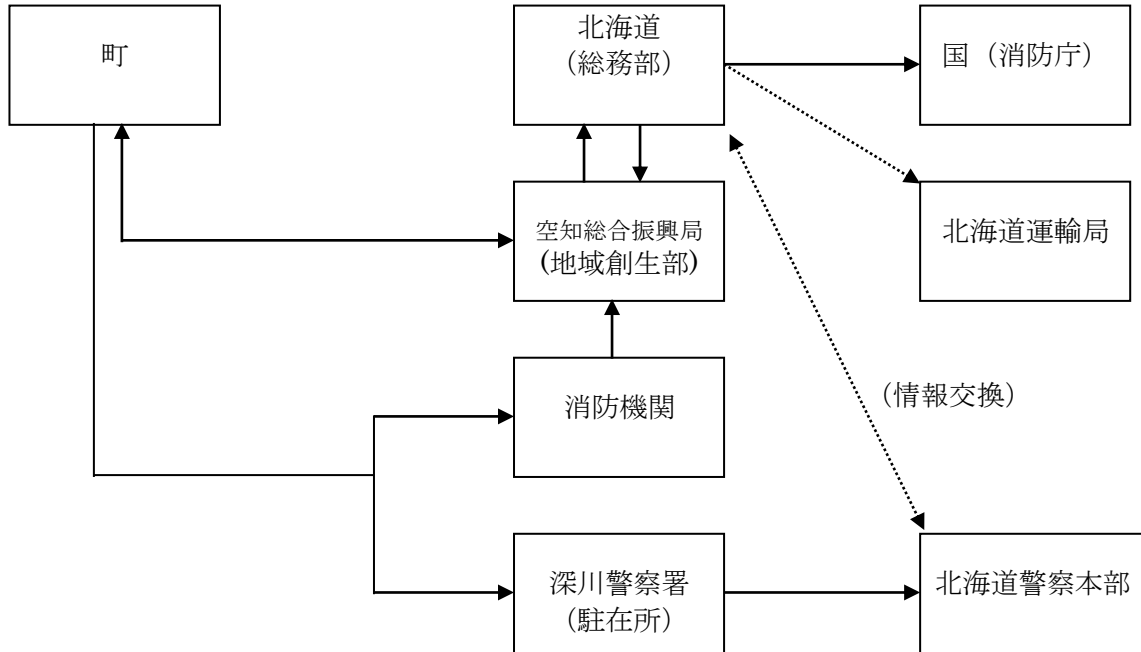 町
北海道
（総務部）
国（消防庁）
北海道運輸局
空知総合振興局
(地域創生部)
消防機関
（情報交換）
深川警察署
（駐在所）
北海道警察本部